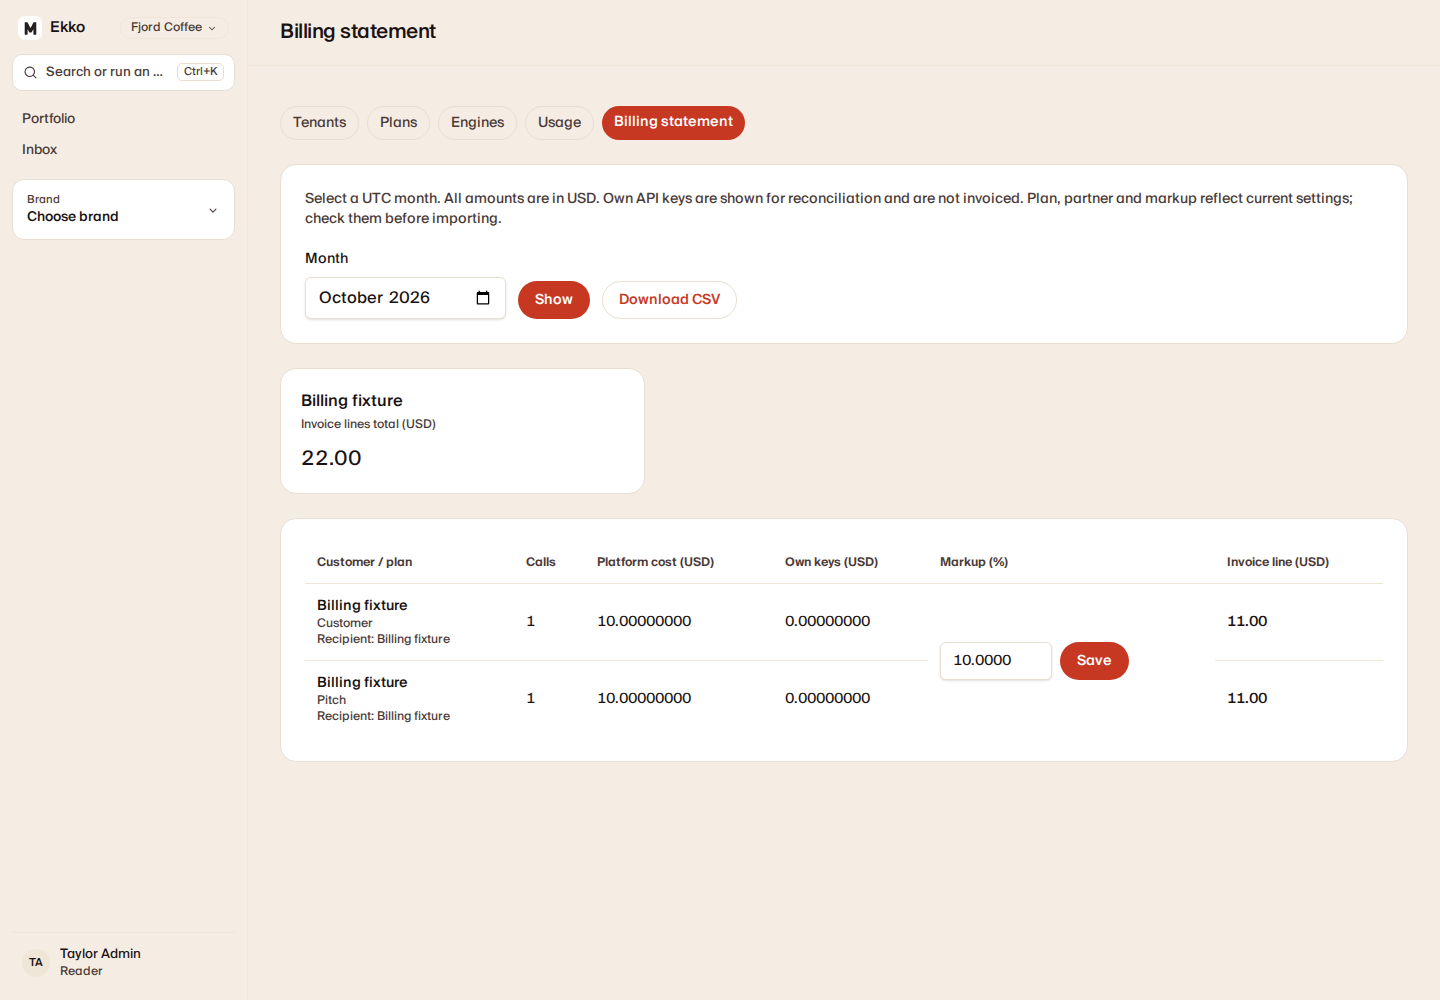 Ekko
Fjord Coffee
Search or run an ...
Ctrl+K
Portfolio
Inbox
Brand
Choose brand
Taylor Admin
TA
Reader
Billing statement
Tenants
Plans
Engines
Usage
Billing statement
Select a UTC month. All amounts are in USD. Own API keys are shown for reconciliation and are not invoiced. Plan, partner and markup reflect current settings;
check them before importing.
Month
October 2026
Show
Download CSV
Billing fixture
Invoice lines total (USD)
22.00
Customer / plan
Calls
Platform cost (USD)
Own keys (USD)
Markup (%)
Invoice line (USD)
Billing fixture
Customer
Recipient: Billing fixture
1
10.00000000
0.00000000
10.0000
Save
11.00
Billing fixture
Pitch
Recipient: Billing fixture
1
10.00000000
0.00000000
11.00